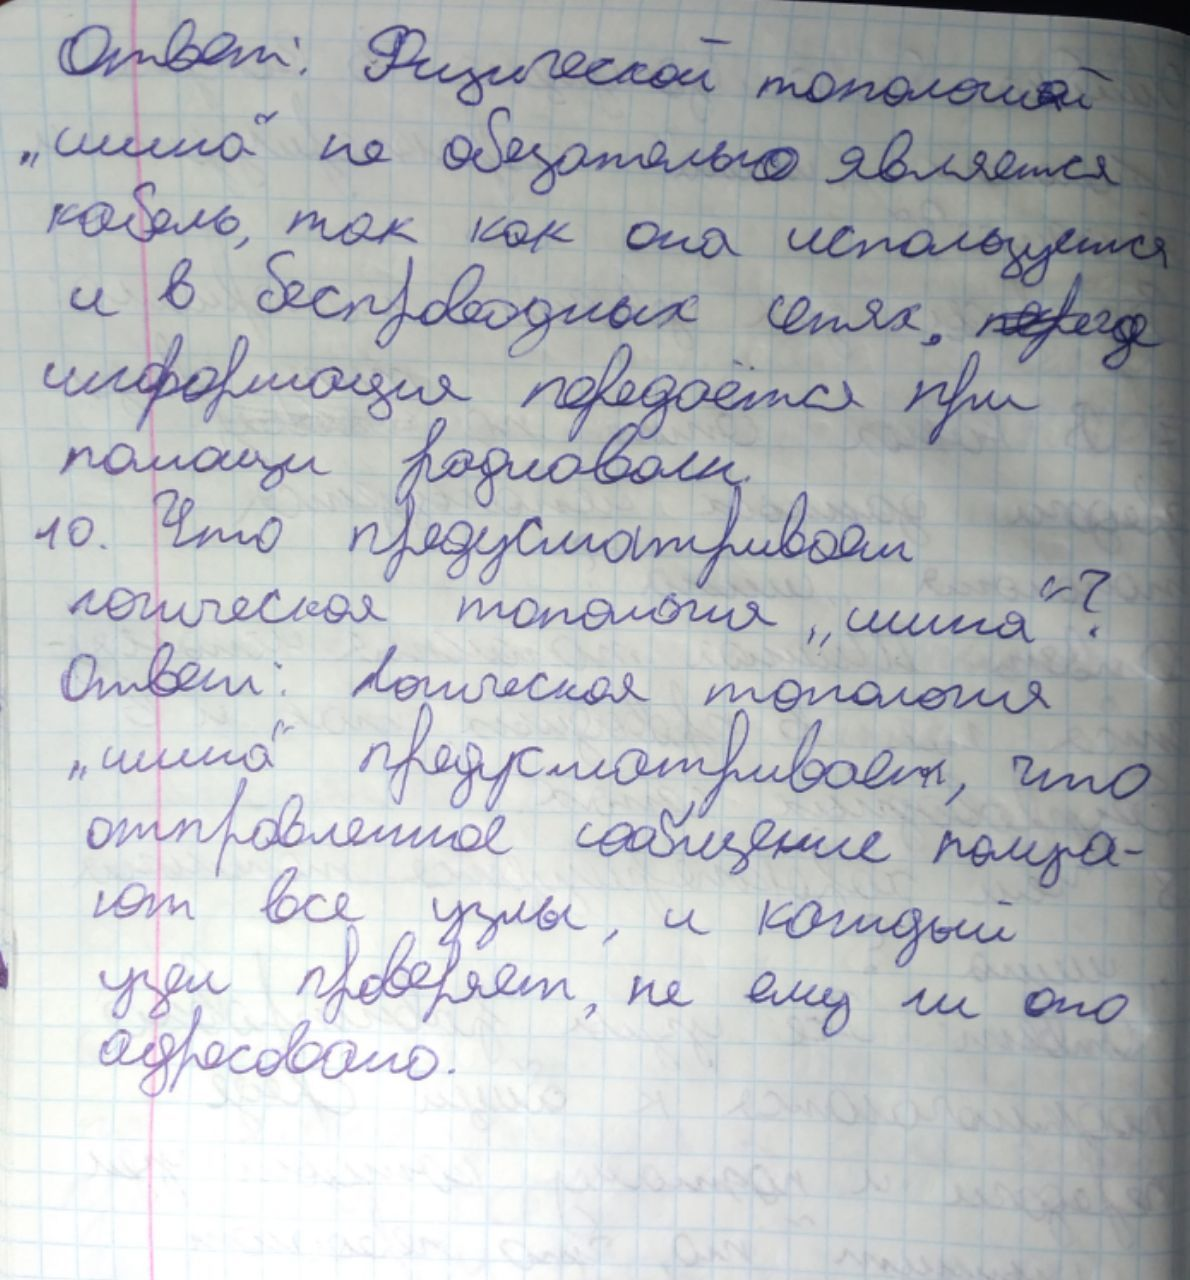 Ответ: Физической топологией
„шина“ не обязательно является
кабель, так как она используется
и в беспроводных сетях, где
информация передаётся при
помощи радиоволн.
10. Что предусматривает
логическая топология „шина“?
Ответ: Логическая топология
„шина“ предусматривает, что
отправленное сообщение получа-
ют все узлы, и каждый
узел проверяет, не ему ли оно
адресовано.